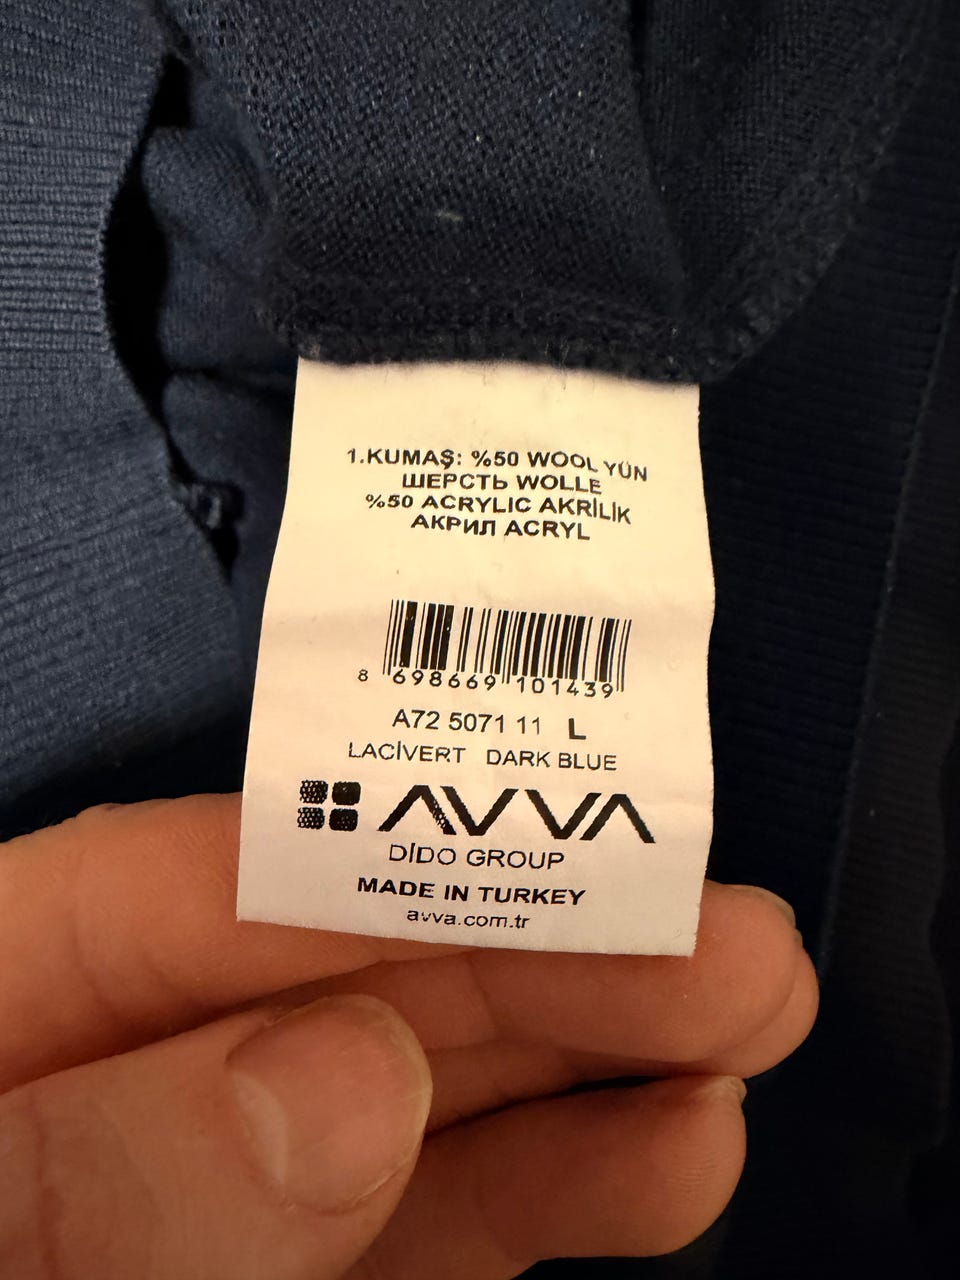 1.KUMAŞ: %50 WOOL YÜN
ШЕРСТЬ WOLLE
%50 ACRYLIC AKRİLİK
АКРИЛ ACRYL
8 698669 101439
A72 5071 11 L
LACİVERT DARK BLUE
AVVA
DİDO GROUP
MADE IN TURKEY
avva.com.tr